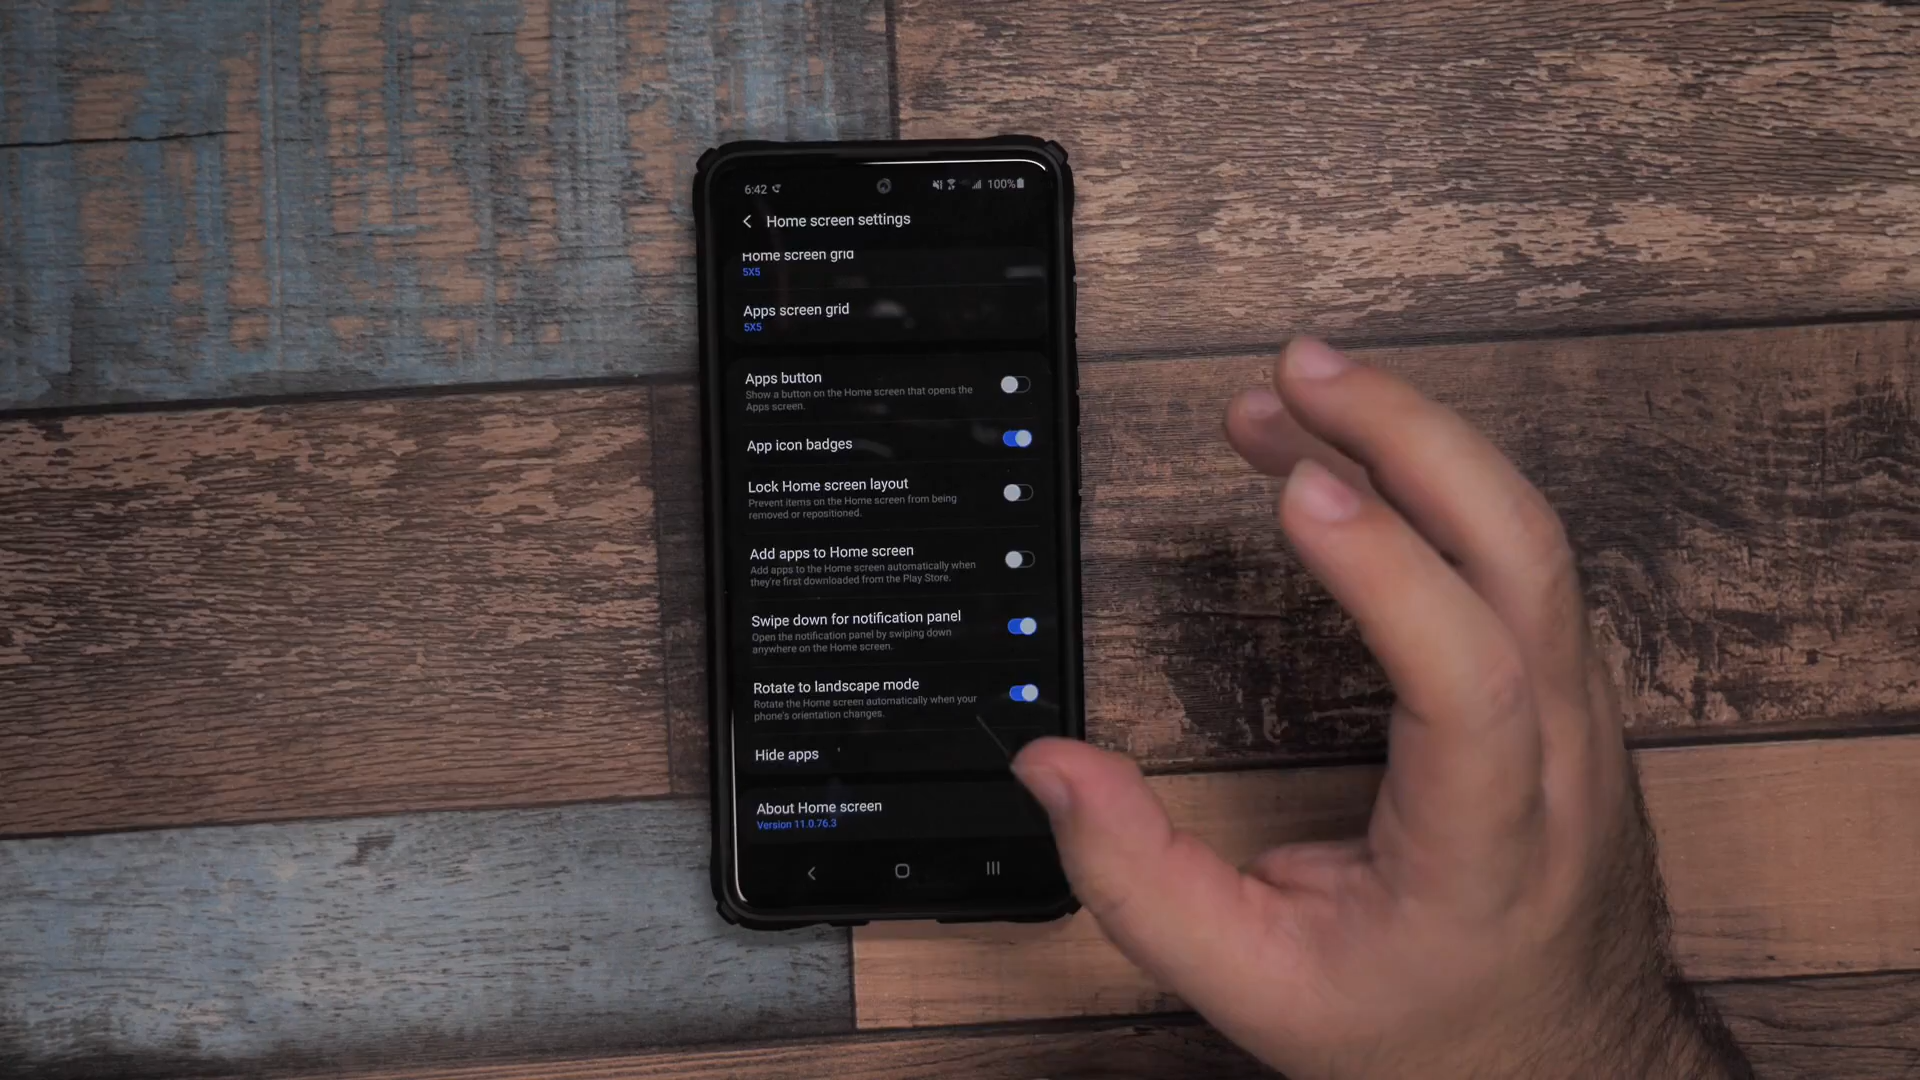 6:42
100%
Home screen settings
Home screen grid
5X5
Apps screen grid
5X5
Apps button
Show a button on the Home screen that opens the
Apps screen.
App icon badges
Lock Home screen layout
Prevent items on the Home screen from being
removed or repositioned.
Add apps to Home screen
Add apps to the Home screen automatically when
they're first downloaded from the Play Store.
Swipe down for notification panel
Open the notification panel by swiping down
anywhere on the Home screen.
Rotate to landscape mode
Rotate the Home screen automatically when your
phone's orientation changes.
Hide apps
About Home screen
Version 11.0.76.3